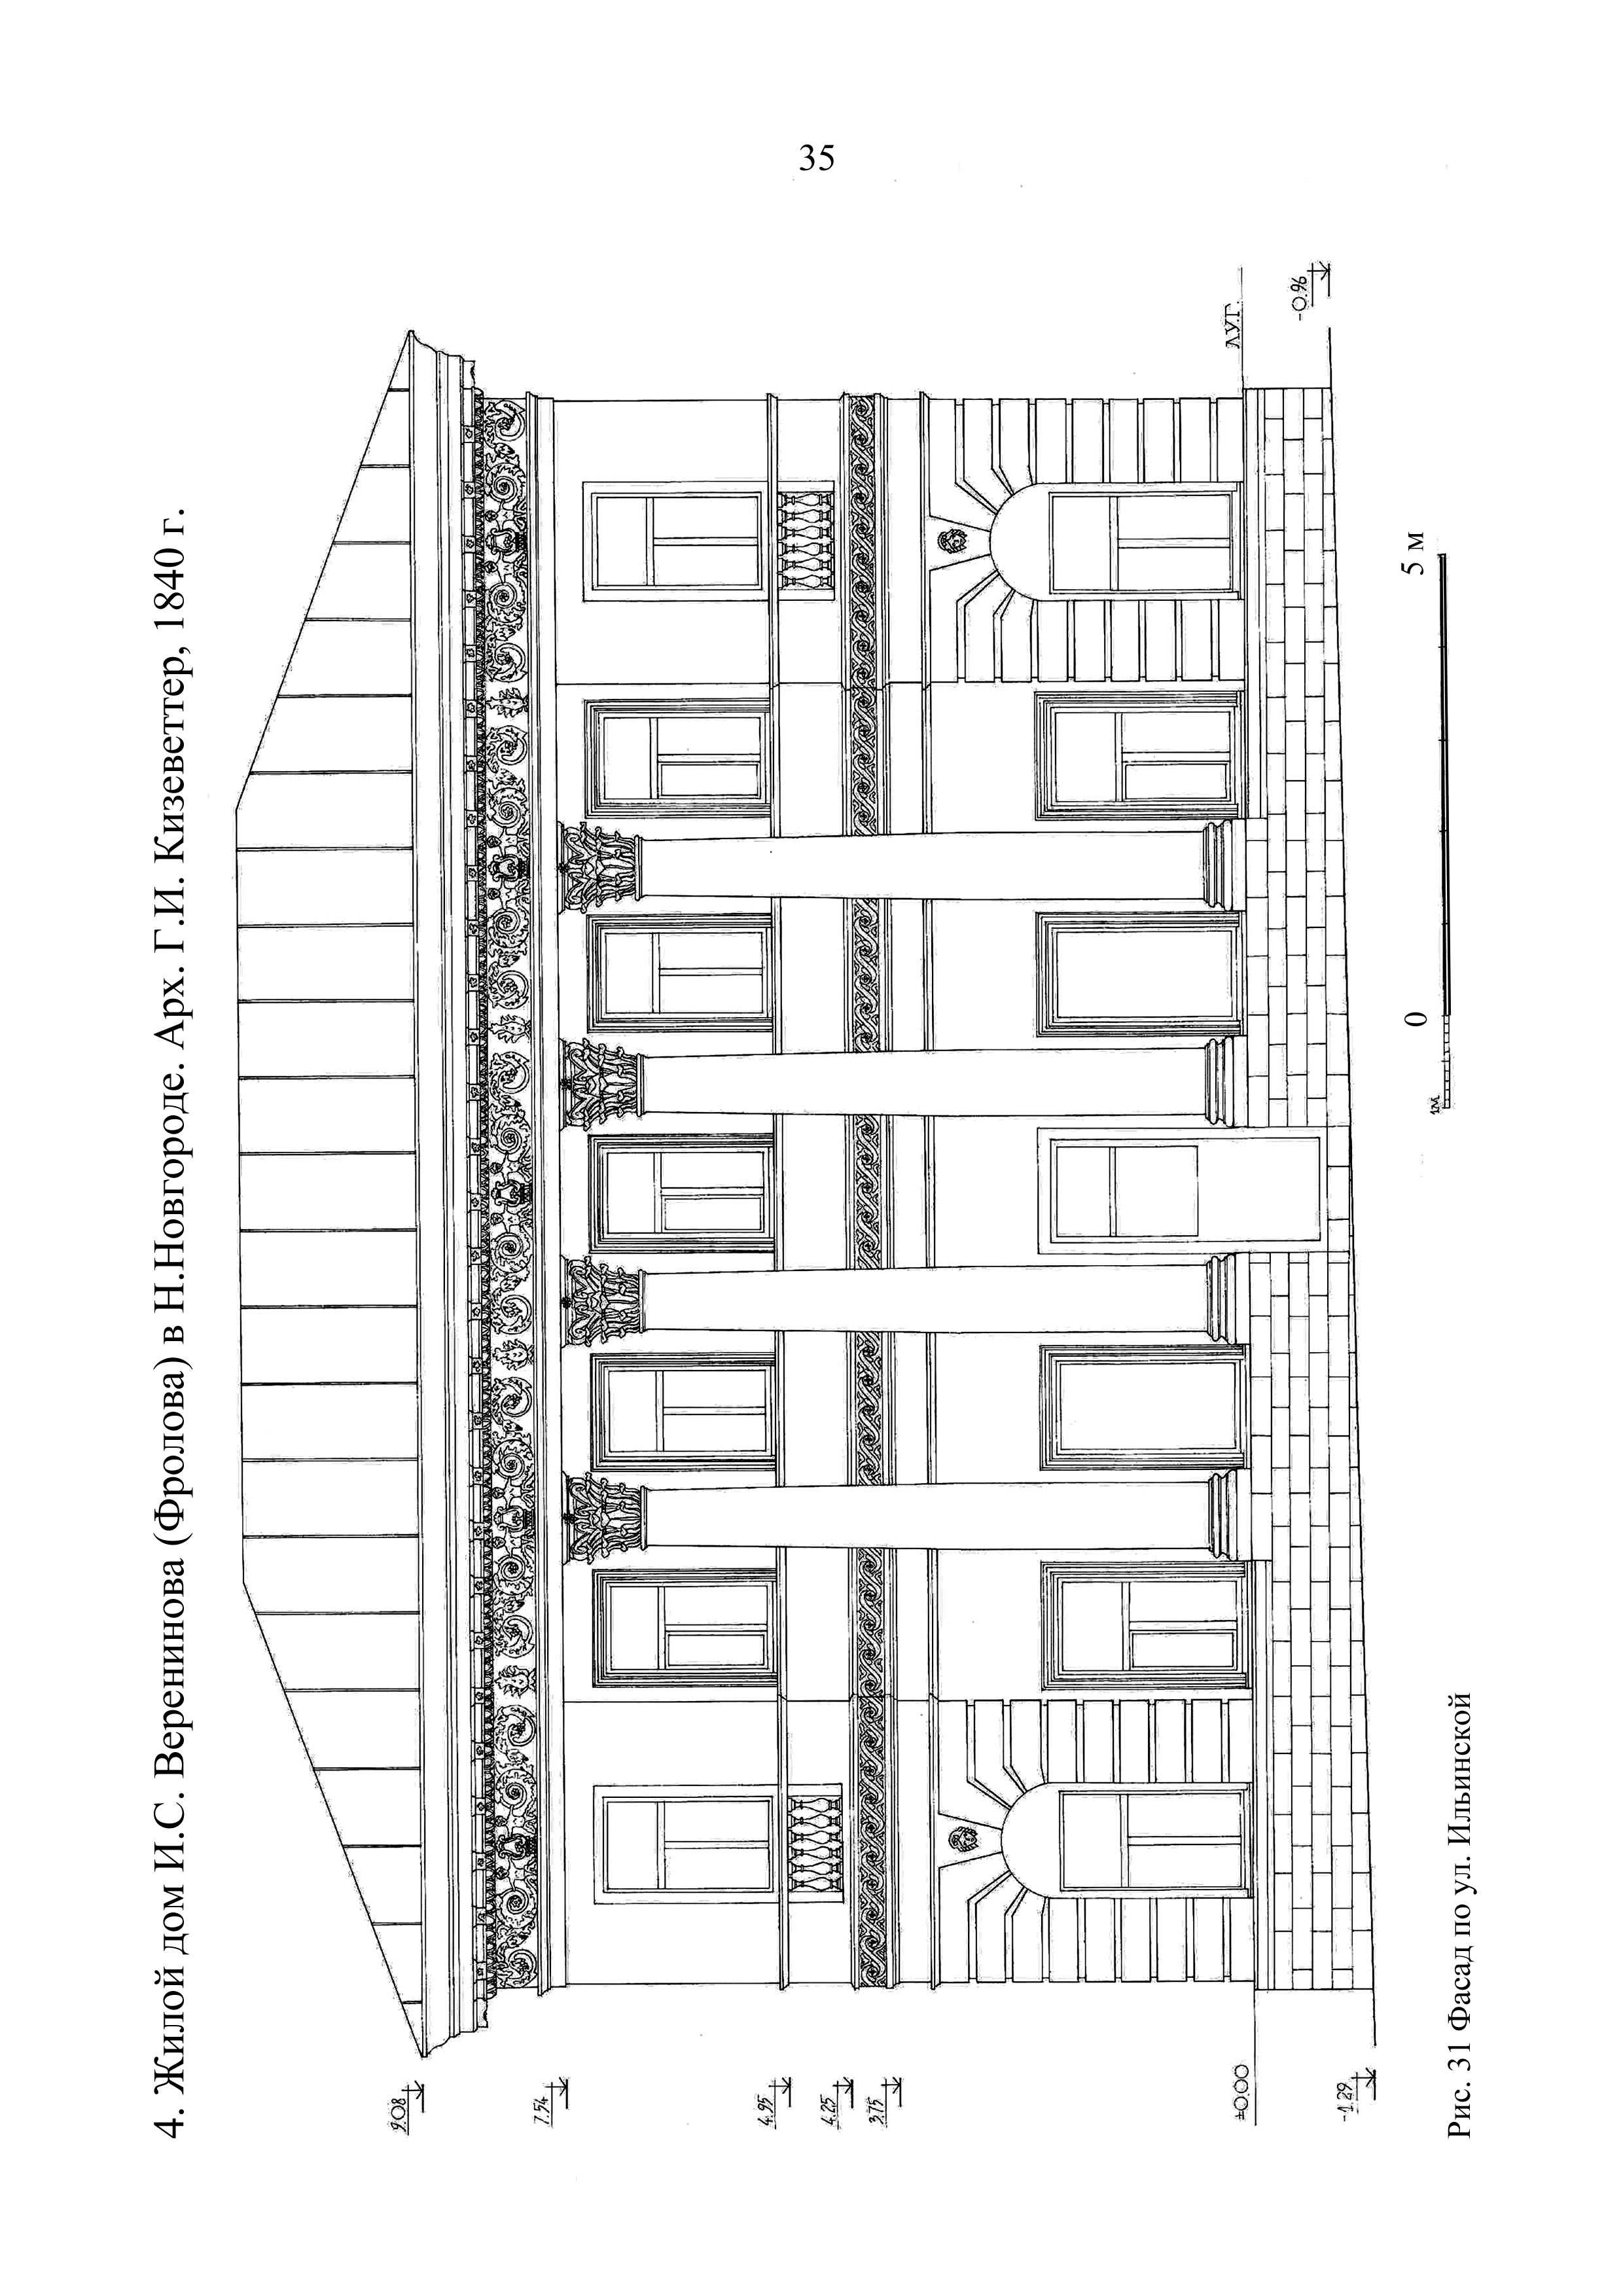 35
4. Жилой дом И.С. Веренинова (Фролова) в Н.Новгороде. Арх. Г.И. Кизеветтер, 1840 г.
9.08
7.54
4.95
4.25
3.75
±0.00
-1.29
Л.У.Г.
-0.96
1м.
0
5 м
Рис. 31 Фасад по ул. Ильинской